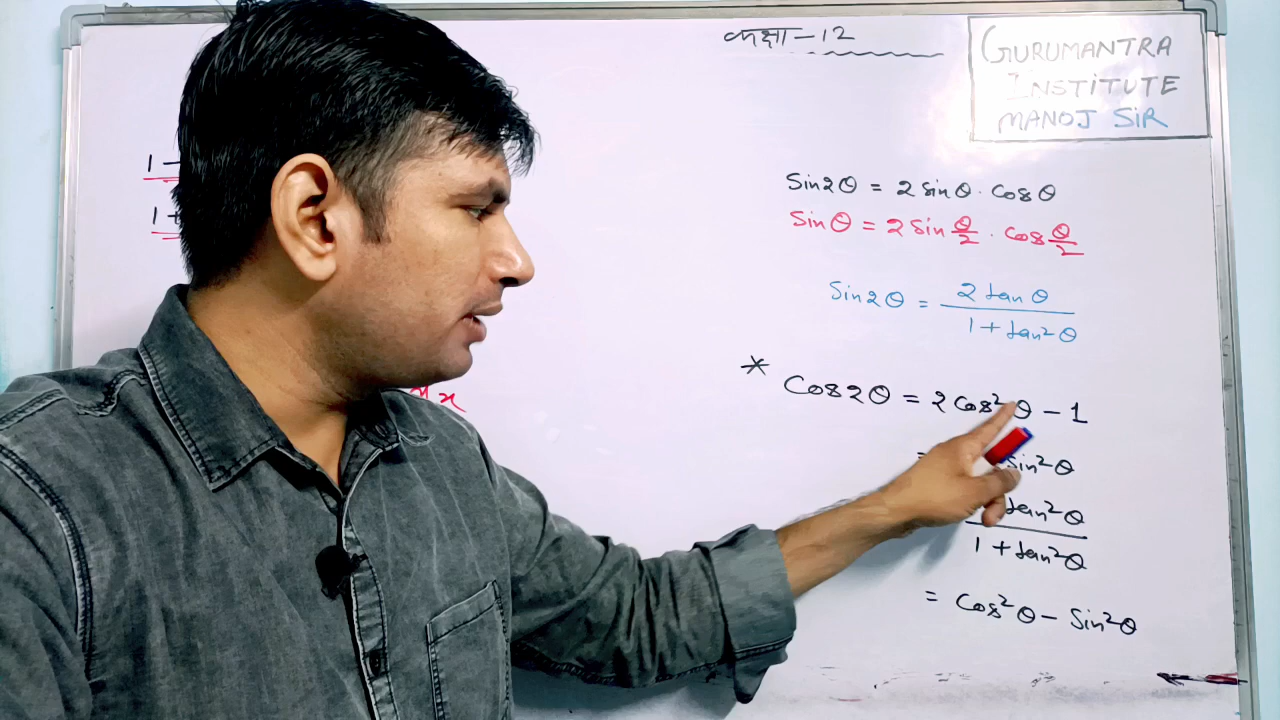 कक्षा-12
GURUMANTRA
INSTITUTE
MANOJ SIR
1-
1+
Sin2θ = 2 sinθ · cosθ
Sinθ = 2 sin θ/2 · cos θ/2
Sin2θ = 2 tanθ / 1 + tan²θ
* Cos2θ = 2 cos²θ - 1
= sin²θ
tan²θ / 1 + tan²θ
= cos²θ - sin²θ
x